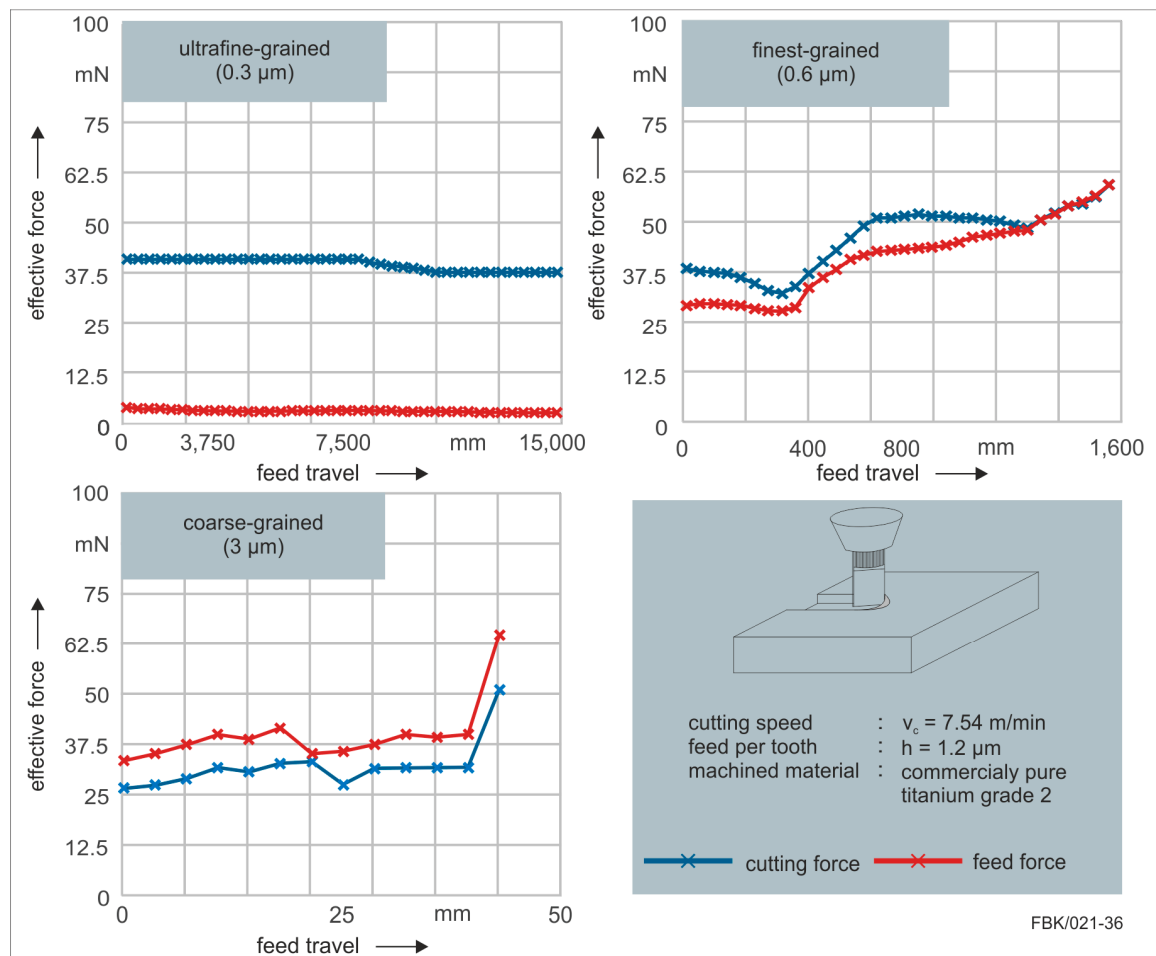 100
mN
75
62.5
50
37.5
25
12.5
0
effective force
ultrafine-grained
(0.3 µm)
0 3,750 7,500 mm 15,000
feed travel
100
mN
75
62.5
50
37.5
25
12.5
0
effective force
finest-grained
(0.6 µm)
0 400 800 mm 1,600
feed travel
100
mN
75
62.5
50
37.5
25
12.5
0
effective force
coarse-grained
(3 µm)
0 25 mm 50
feed travel
cutting speed : v_c = 7.54 m/min
feed per tooth : h = 1.2 µm
machined material : commercialy pure
titanium grade 2
cutting force feed force
FBK/021-36